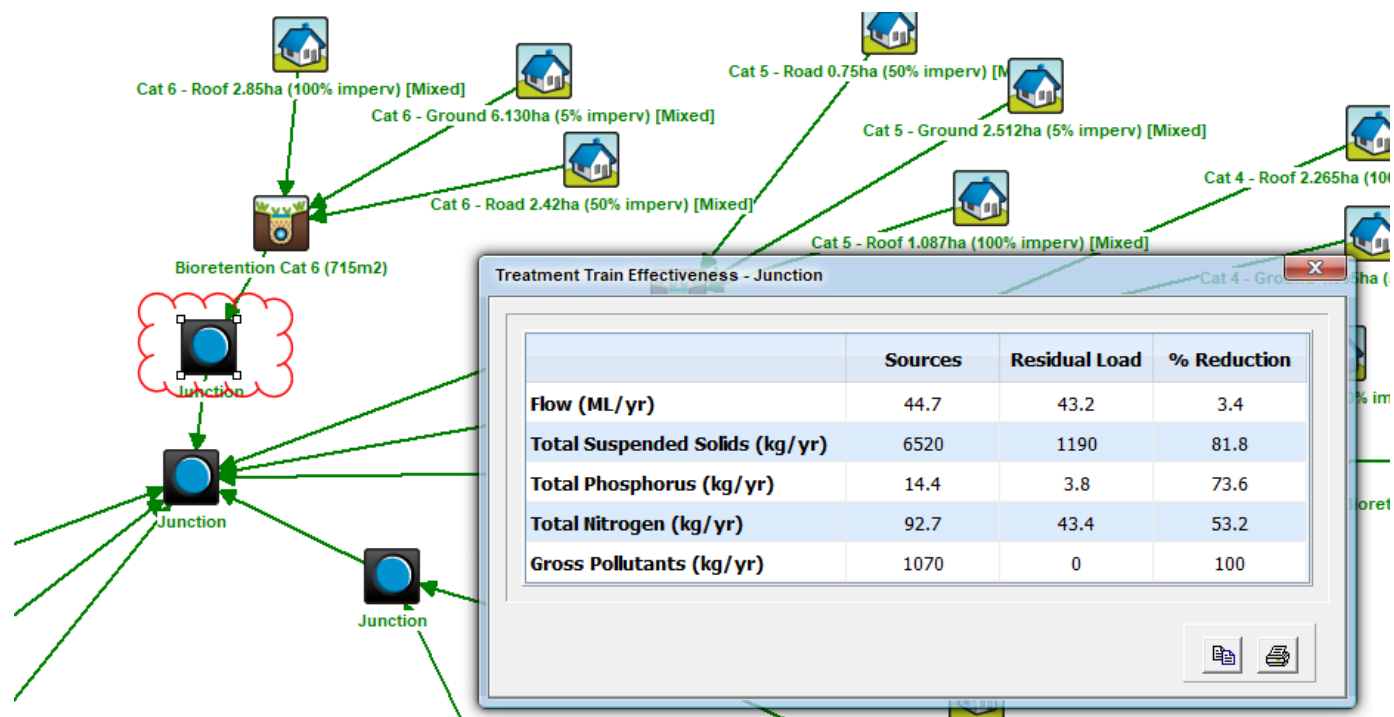 Cat 6 - Roof 2.85ha (100% imperv) [Mixed]
Cat 6 - Ground 6.130ha (5% imperv) [Mixed]
Cat 6 - Road 2.42ha (50% imperv) [Mixed]
Bioretention Cat 6 (715m2)
Junction
Junction
Junction
Cat 5 - Road 0.75ha (50% imperv) [M
Cat 5 - Ground 2.512ha (5% imperv) [Mixed]
Cat 5 - Roof 1.087ha (100% imperv) [Mixed]
Cat 4 - Roof 2.265ha (10
Treatment Train Effectiveness - Junction
Sources Residual Load % Reduction
Flow (ML/yr) 44.7 43.2 3.4
Total Suspended Solids (kg/yr) 6520 1190 81.8
Total Phosphorus (kg/yr) 14.4 3.8 73.6
Total Nitrogen (kg/yr) 92.7 43.4 53.2
Gross Pollutants (kg/yr) 1070 0 100